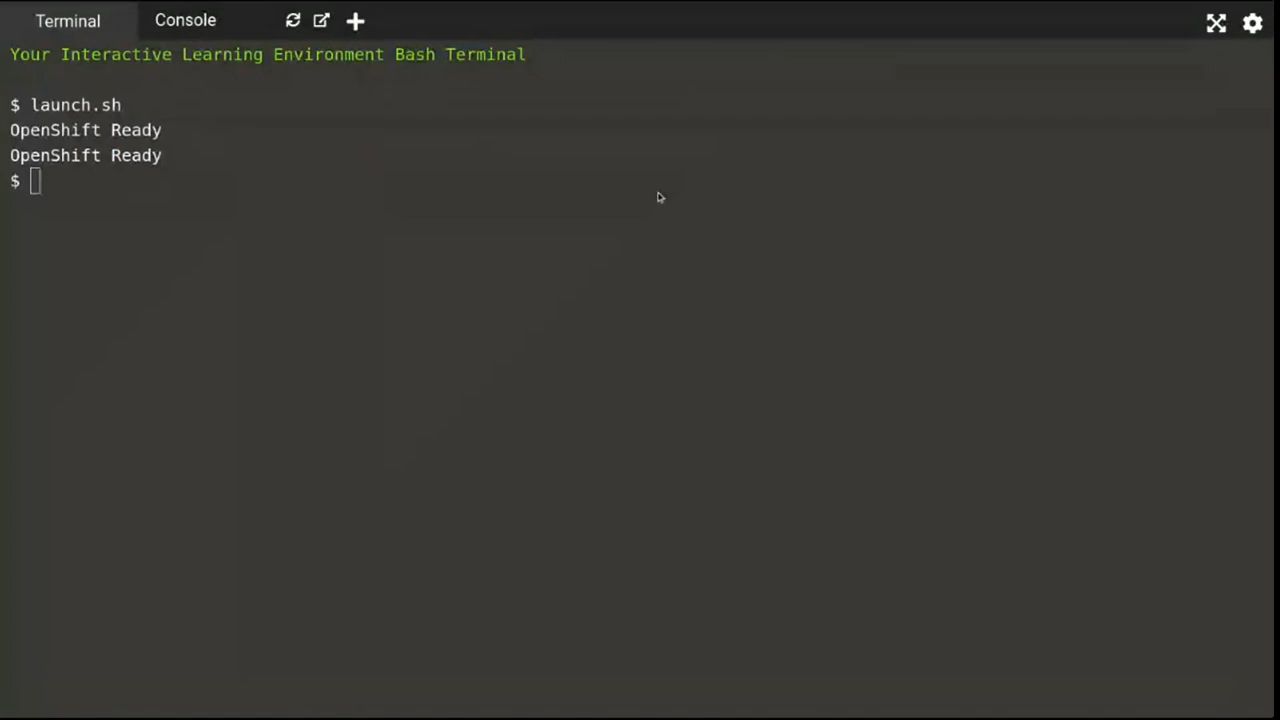 Terminal Console
Your Interactive Learning Environment Bash Terminal
$ launch.sh
OpenShift Ready
OpenShift Ready
$